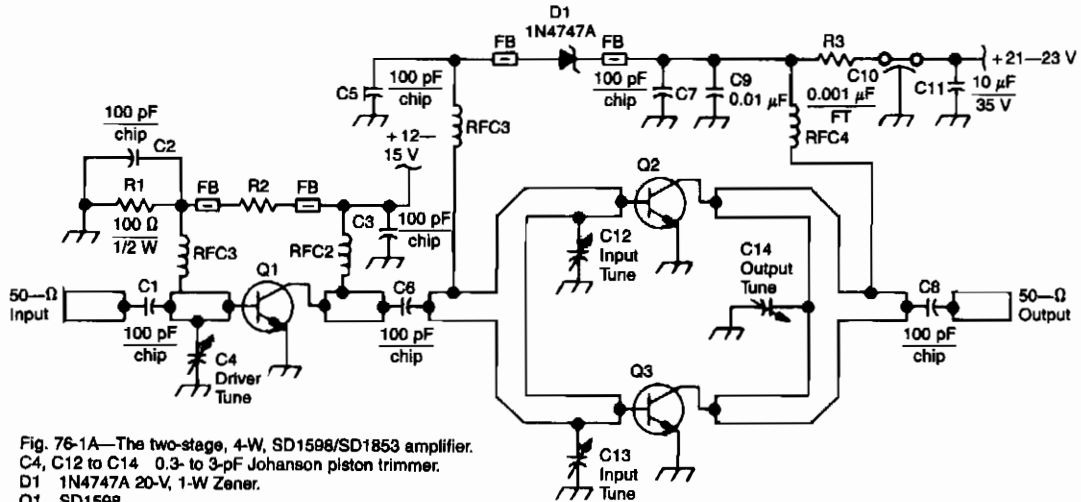 D1
1N4747A
FB
FB
R3
+21—23 V
C5
100 pF
chip
100 pF
chip
C7
C9
0.01 µF
0.001 µF
FT
C10
C11
10 µF
35 V
RFC3
RFC4
100 pF
chip
C2
+12—
15 V
R1
100 Ω
1/2 W
FB
R2
FB
C3
100 pF
chip
RFC3
RFC2
Q1
Q2
C12
Input
Tune
C14
Output
Tune
50—Ω
Input
C1
100 pF
chip
C4
Driver
Tune
C6
100 pF
chip
C8
100 pF
chip
50—Ω
Output
Q3
C13
Input
Tune
Fig. 76-1A—The two-stage, 4-W, SD1598/SD1853 amplifier.
C4, C12 to C14 0.3- to 3-pF Johanson piston trimmer.
D1 1N4747A 20-V, 1-W Zener.
Q1 SD1598